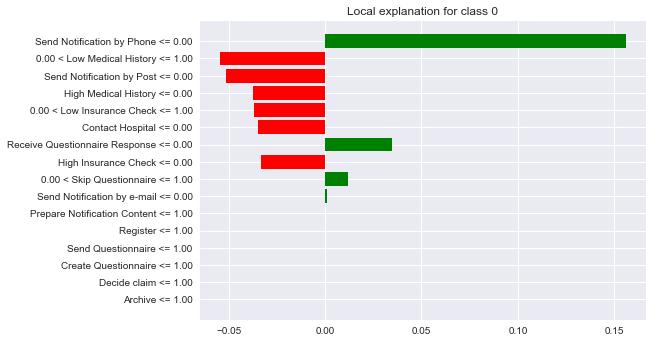 Local explanation for class 0
Send Notification by Phone <= 0.00
0.00 < Low Medical History <= 1.00
Send Notification by Post <= 0.00
High Medical History <= 0.00
0.00 < Low Insurance Check <= 1.00
Contact Hospital <= 0.00
Receive Questionnaire Response <= 0.00
High Insurance Check <= 0.00
0.00 < Skip Questionnaire <= 1.00
Send Notification by e-mail <= 0.00
Prepare Notification Content <= 1.00
Register <= 1.00
Send Questionnaire <= 1.00
Create Questionnaire <= 1.00
Decide claim <= 1.00
Archive <= 1.00
−0.05 0.00 0.05 0.10 0.15